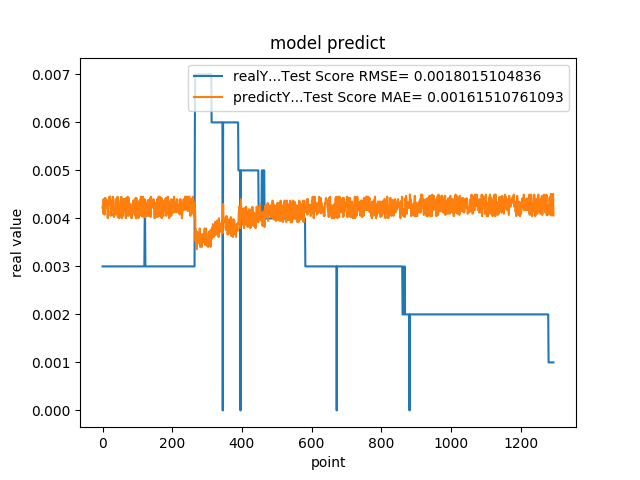 model predict
realY...Test Score RMSE= 0.0018015104836
predictY...Test Score MAE= 0.00161510761093
0.007
0.006
0.005
0.004
0.003
0.002
0.001
0.000
real value
0 200 400 600 800 1000 1200
point